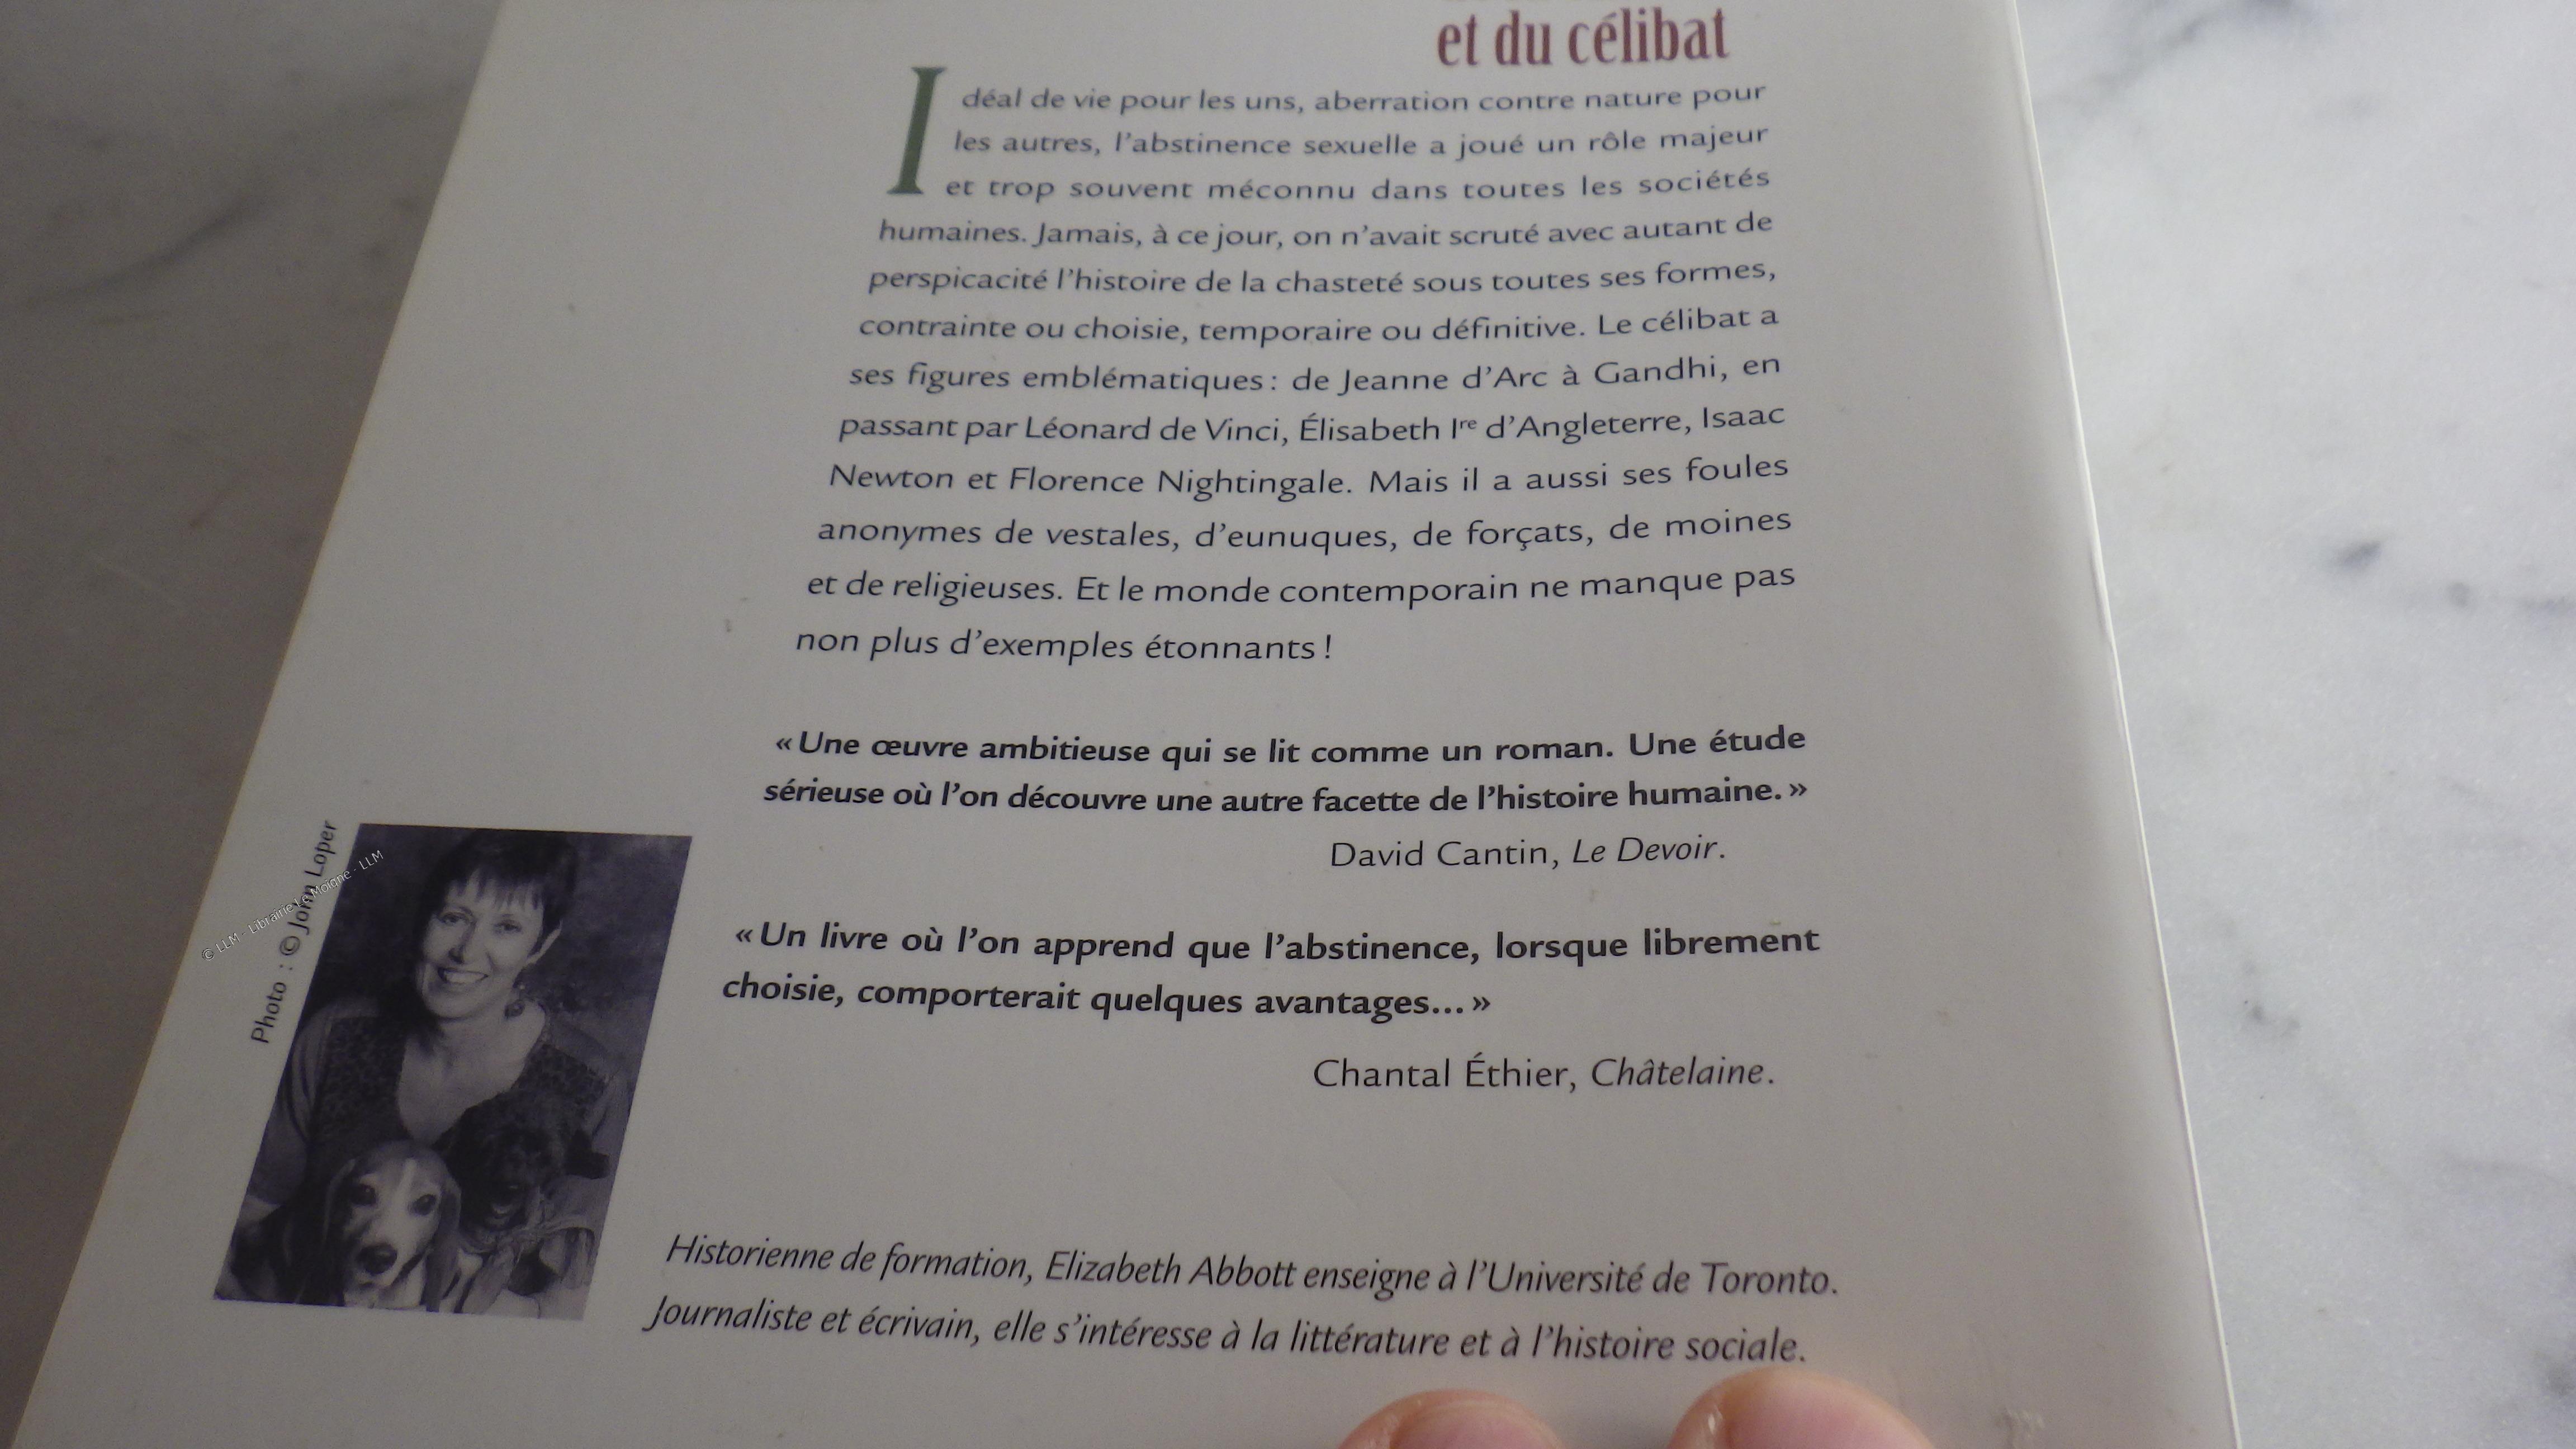 et du célibat
Idéal de vie pour les uns, aberration contre nature pour
les autres, l'abstinence sexuelle a joué un rôle majeur
et trop souvent méconnu dans toutes les sociétés
humaines. Jamais, à ce jour, on n'avait scruté avec autant de
perspicacité l'histoire de la chasteté sous toutes ses formes,
contrainte ou choisie, temporaire ou définitive. Le célibat a
ses figures emblématiques : de Jeanne d'Arc à Gandhi, en
passant par Léonard de Vinci, Élisabeth Ire d'Angleterre, Isaac
Newton et Florence Nightingale. Mais il a aussi ses foules
anonymes de vestales, d'eunuques, de forçats, de moines
et de religieuses. Et le monde contemporain ne manque pas
non plus d'exemples étonnants !
« Une œuvre ambitieuse qui se lit comme un roman. Une étude
sérieuse où l'on découvre une autre facette de l'histoire humaine. »
David Cantin, Le Devoir.
« Un livre où l'on apprend que l'abstinence, lorsque librement
choisie, comporterait quelques avantages... »
Chantal Éthier, Châtelaine.
Photo : © John Loper
© LLM - Librairie Le Moigne - LLM
Historienne de formation, Elizabeth Abbott enseigne à l'Université de Toronto.
Journaliste et écrivain, elle s'intéresse à la littérature et à l'histoire sociale.